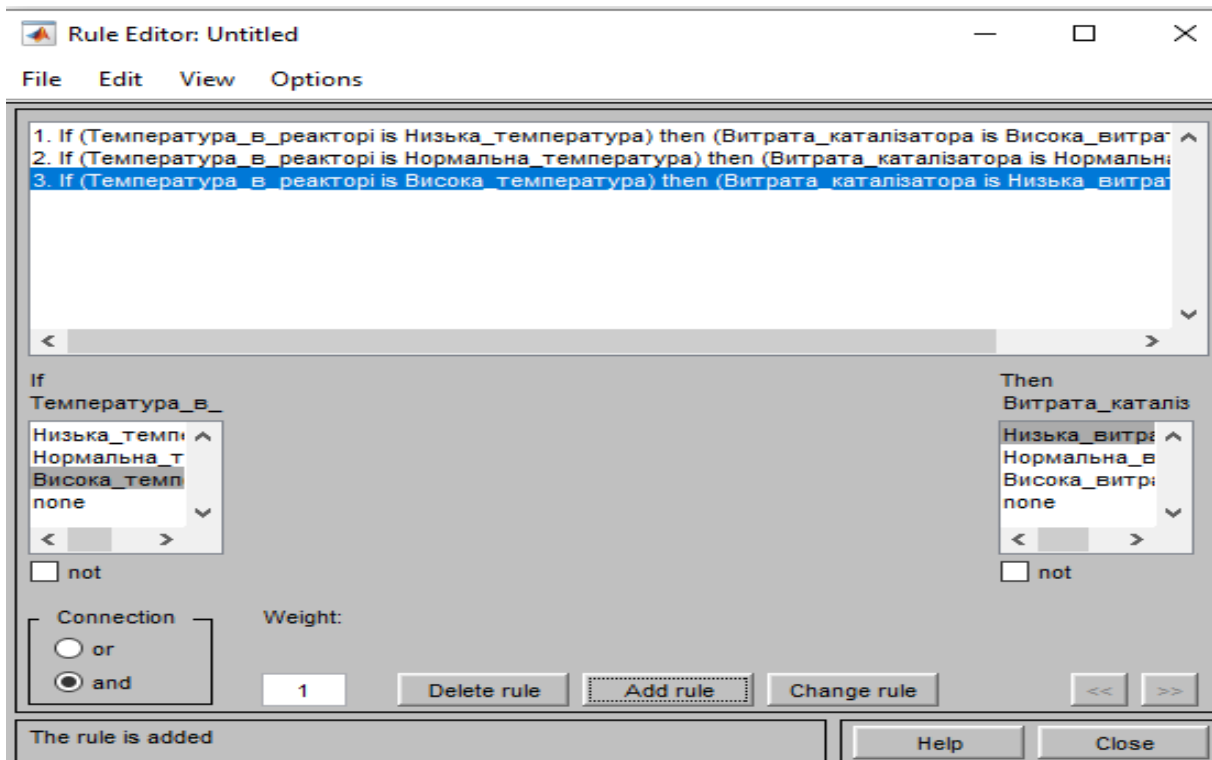 Rule Editor: Untitled
File Edit View Options
1. If (Температура_в_реакторі is Низька_температура) then (Витрата_каталізатора is Висока_витрат
2. If (Температура_в_реакторі is Нормальна_температура) then (Витрата_каталізатора is Нормальна
3. If (Температура_в_реакторі is Висока_температура) then (Витрата_каталізатора is Низька_витрат
If
Then
Температура_в_
Витрата_каталіз
Низька_темп
Нормальна_т
Висока_темп
none
Низька_витра
Нормальна_в
Висока_витра
none
not
not
Connection
Weight:
or
and
1
Delete rule
Add rule
Change rule
<<
>>
The rule is added
Help
Close